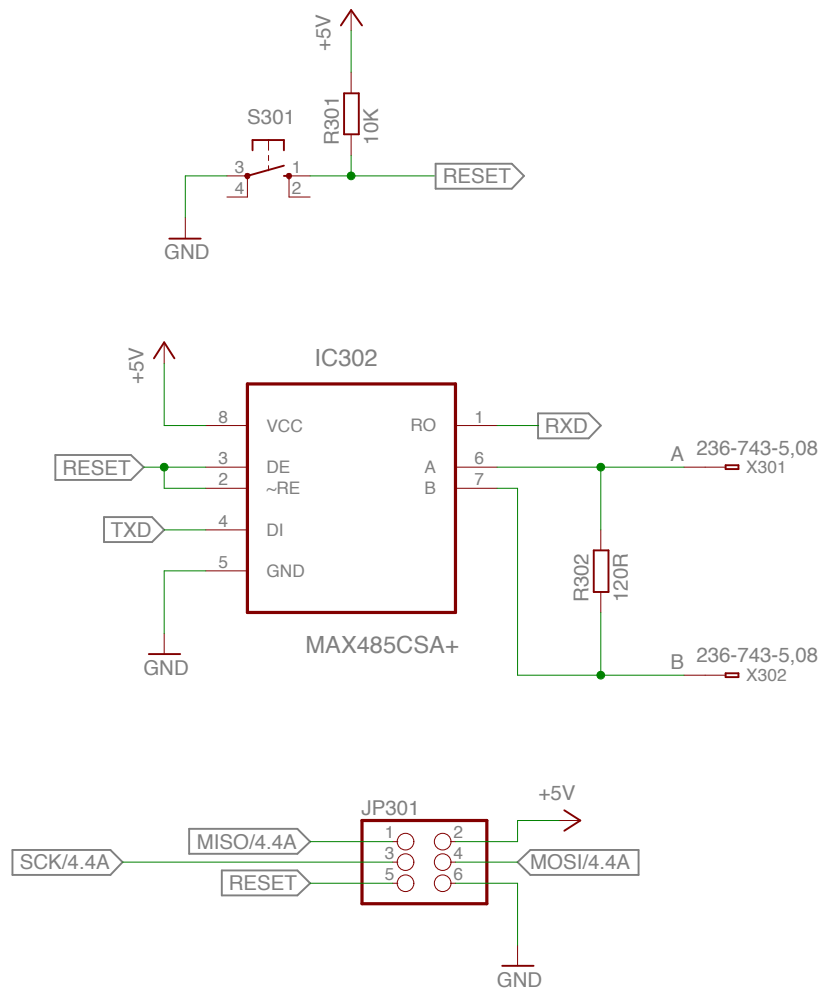 +5V
S301
R301
10K
3
1
4
2
RESET
GND
+5V
IC302
8
VCC
RO
1
RXD
RESET
3
DE
A
6
A
236-743-5,08
X301
2
~RE
B
7
TXD
4
DI
5
GND
R302
120R
MAX485CSA+
GND
B
236-743-5,08
X302
+5V
JP301
MISO/4.4A
1
2
SCK/4.4A
3
4
MOSI/4.4A
RESET
5
6
GND